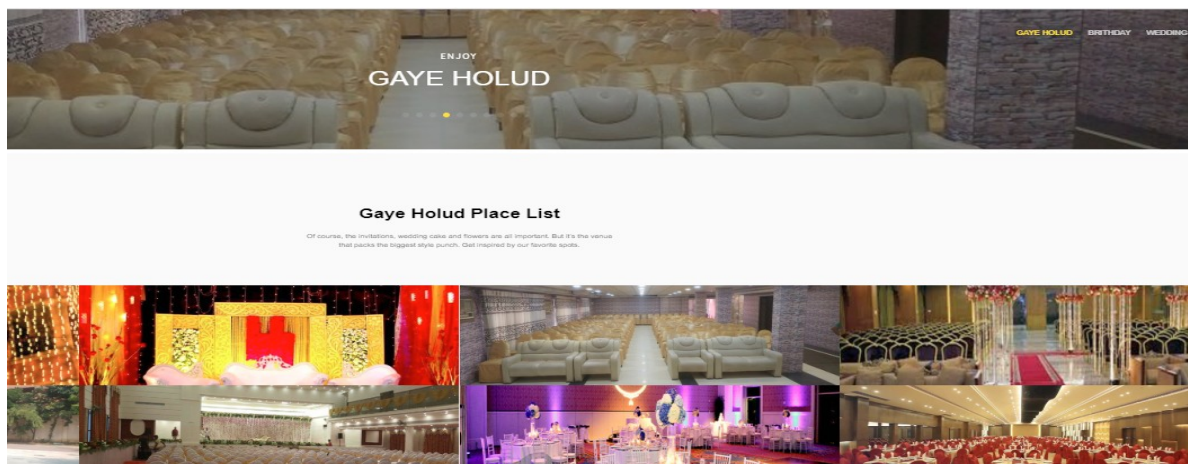 GAYE HOLUD BRITHDAY WEDDING
ENJOY
GAYE HOLUD
Gaye Holud Place List
Of course, the invitations, wedding cake and flowers are all important. But it's the venue
that packs the biggest style punch. Get inspired by our favorite spots.